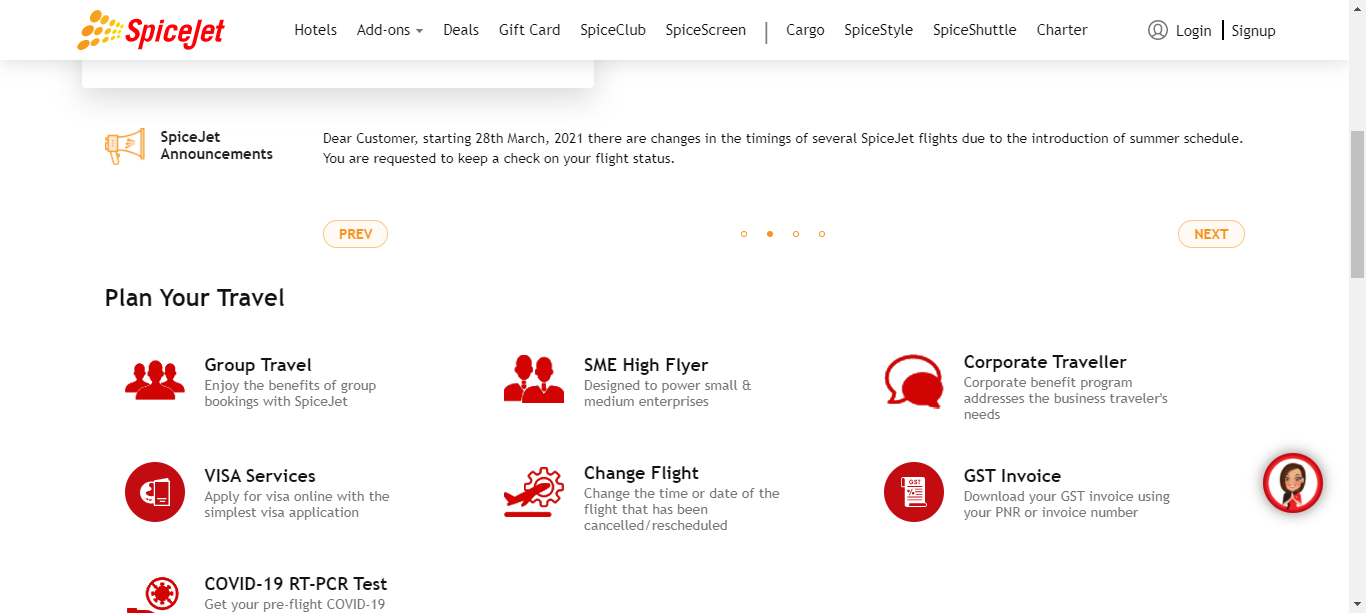 SpiceJet
Hotels Add-ons Deals Gift Card SpiceClub SpiceScreen | Cargo SpiceStyle SpiceShuttle Charter Login | Signup
SpiceJet
Announcements
Dear Customer, starting 28th March, 2021 there are changes in the timings of several SpiceJet flights due to the introduction of summer schedule.
You are requested to keep a check on your flight status.
PREV
NEXT
Plan Your Travel
Group Travel
Enjoy the benefits of group
bookings with SpiceJet
SME High Flyer
Designed to power small &
medium enterprises
Corporate Traveller
Corporate benefit program
addresses the business traveler's
needs
VISA Services
Apply for visa online with the
simplest visa application
Change Flight
Change the time or date of the
flight that has been
cancelled/rescheduled
GST
GST Invoice
Download your GST invoice using
your PNR or invoice number
COVID-19 RT-PCR Test
Get your pre-flight COVID-19